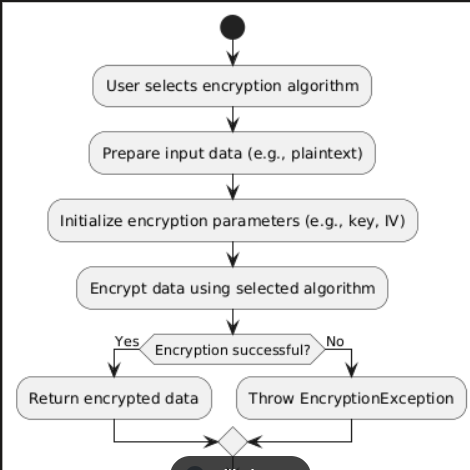 User selects encryption algorithm
Prepare input data (e.g., plaintext)
Initialize encryption parameters (e.g., key, IV)
Encrypt data using selected algorithm
Yes
Encryption successful?
No
Return encrypted data
Throw EncryptionException